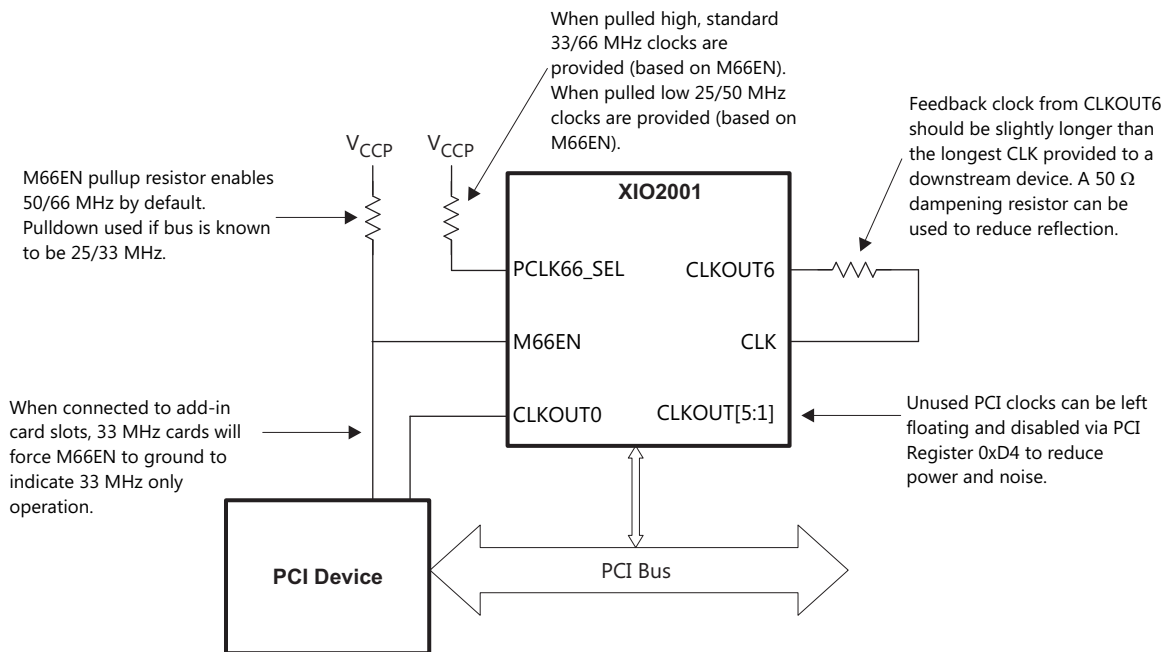 When pulled high, standard
33/66 MHz clocks are
provided (based on M66EN).
When pulled low 25/50 MHz
clocks are provided (based on
M66EN).
Feedback clock from CLKOUT6
should be slightly longer than
the longest CLK provided to a
downstream device. A 50 Ω
dampening resistor can be
used to reduce reflection.
VCCP
VCCP
M66EN pullup resistor enables
50/66 MHz by default.
Pulldown used if bus is known
to be 25/33 MHz.
XIO2001
PCLK66_SEL
CLKOUT6
M66EN
CLK
CLKOUT0
CLKOUT[5:1]
When connected to add-in
card slots, 33 MHz cards will
force M66EN to ground to
indicate 33 MHz only
operation.
Unused PCI clocks can be left
floating and disabled via PCI
Register 0xD4 to reduce
power and noise.
PCI Device
PCI Bus